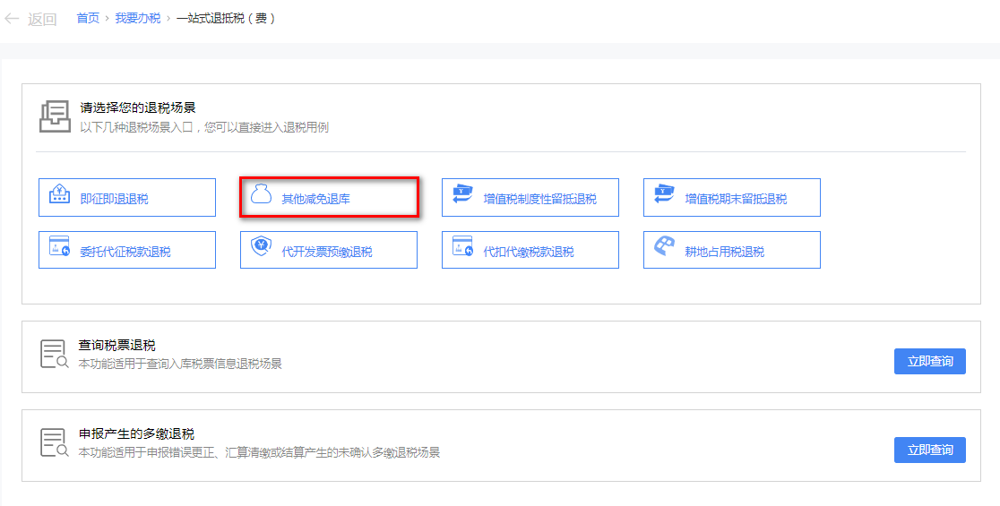 返回 首页 › 我要办税 › 一站式退抵税（费）
请选择您的退税场景
以下几种退税场景入口，您可以直接进入退税用例
即征即退退税 其他减免退库 增值税制度性留抵退税 增值税期末留抵退税
委托代征税款退税 代开发票预缴退税 代扣代缴税款退税 耕地占用税退税
查询税票退税
本功能适用于查询入库税票信息退税场景
立即查询
申报产生的多缴退税
本功能适用于申报错误更正、汇算清缴或结算产生的未确认多缴退税场景
立即查询